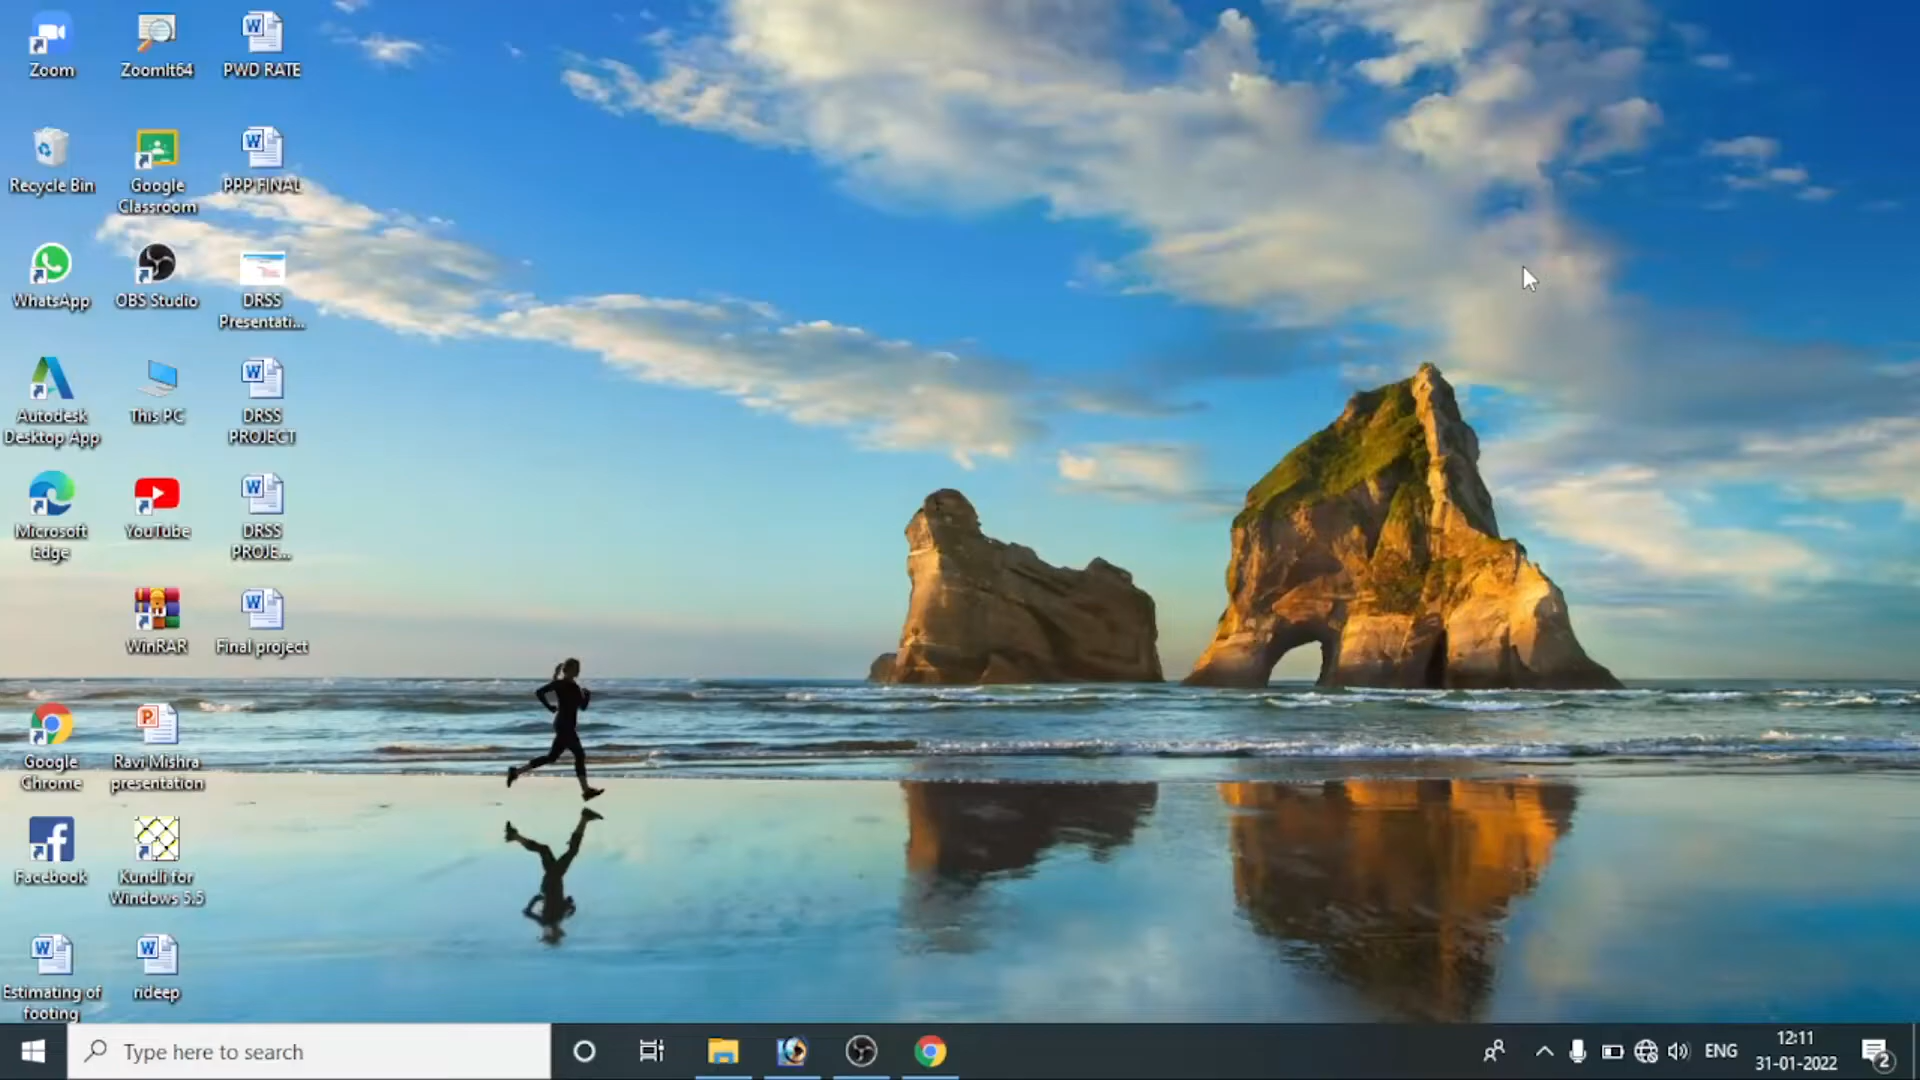 Zoom
ZoomIt64
PWD RATE
Recycle Bin
Google
Classroom
PPP FINAL
WhatsApp
OBS Studio
DRSS
Presentati...
Autodesk
Desktop App
This PC
DRSS
PROJECT
Microsoft
Edge
YouTube
DRSS
PROJE...
WinRAR
Final project
Google
Chrome
Ravi Mishra
presentation
Facebook
Kundli for
Windows 5.5
Estimating of
footing
rideep
Type here to search
ENG
12:11
31-01-2022
2